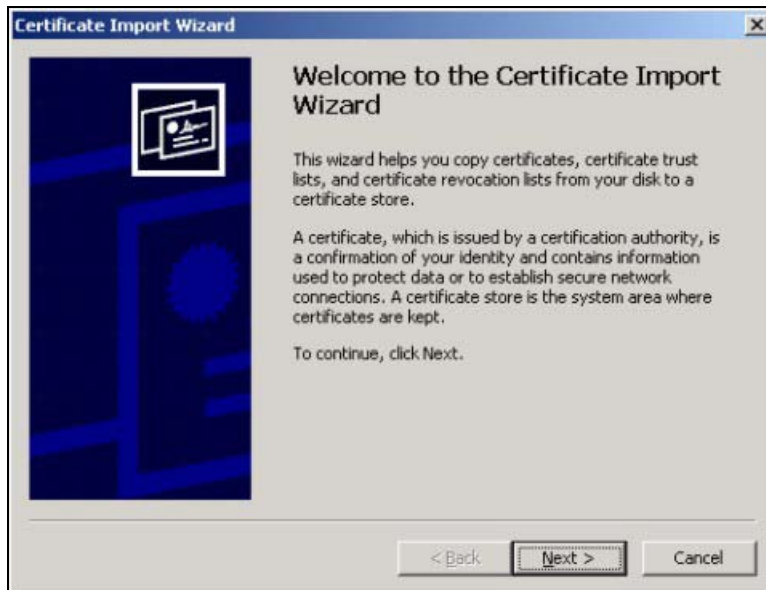 Certificate Import Wizard
Welcome to the Certificate Import
Wizard
This wizard helps you copy certificates, certificate trust
lists, and certificate revocation lists from your disk to a
certificate store.
A certificate, which is issued by a certification authority, is
a confirmation of your identity and contains information
used to protect data or to establish secure network
connections. A certificate store is the system area where
certificates are kept.
To continue, click Next.
< Back Next > Cancel